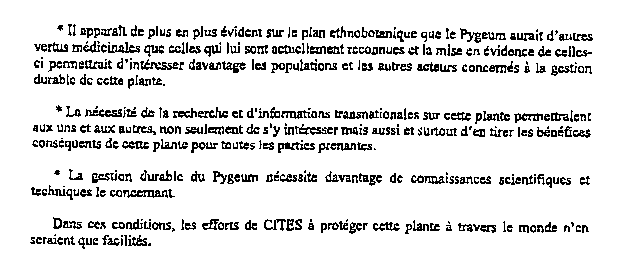 * Il apparaît de plus en plus évident sur le plan ethnobotanique que le Pygeum aurait d'autres
vertus médicinales que celles qui lui sont actuellement reconnues et la mise en évidence de celles-
ci permettrait d'intéresser davantage les populations et les autres acteurs concernés à la gestion
durable de cette plante.
* La nécessité de la recherche et d'informations transnationales sur cette plante permettraient
aux uns et aux autres, non seulement de s'y intéresser mais aussi et surtout d'en tirer les bénéfices
conséquents de cette plante pour toutes les parties prenantes.
* La gestion durable du Pygeum nécessite davantage de connaissances scientifiques et
techniques le concernant.
Dans ces conditions, les efforts de CITES à protéger cette plante à travers le monde n'en
seraient que facilités.